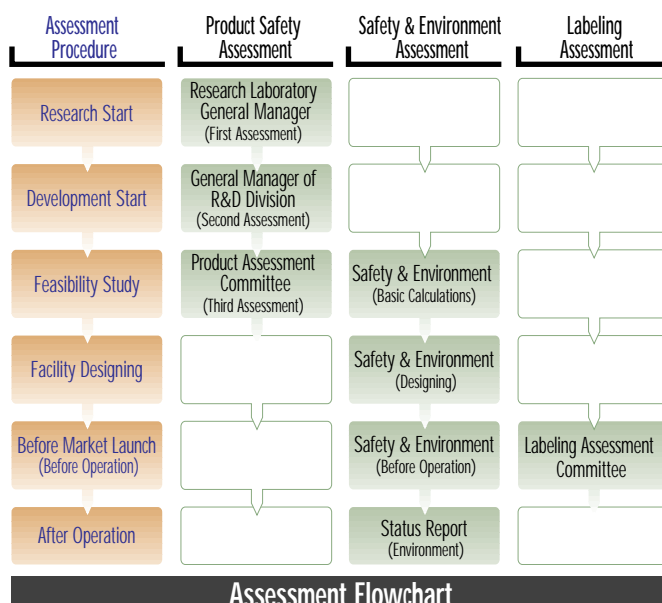 Assessment
Procedure
Product Safety
Assessment
Safety & Environment
Assessment
Labeling
Assessment
Research Start
Research Laboratory
General Manager
(First Assessment)
Development Start
General Manager of
R&D Division
(Second Assessment)
Feasibility Study
Product Assessment
Committee
(Third Assessment)
Safety & Environment
(Basic Calculations)
Facility Designing
Safety & Environment
(Designing)
Before Market Launch
(Before Operation)
Safety & Environment
(Before Operation)
Labeling Assessment
Committee
After Operation
Status Report
(Environment)
Assessment Flowchart